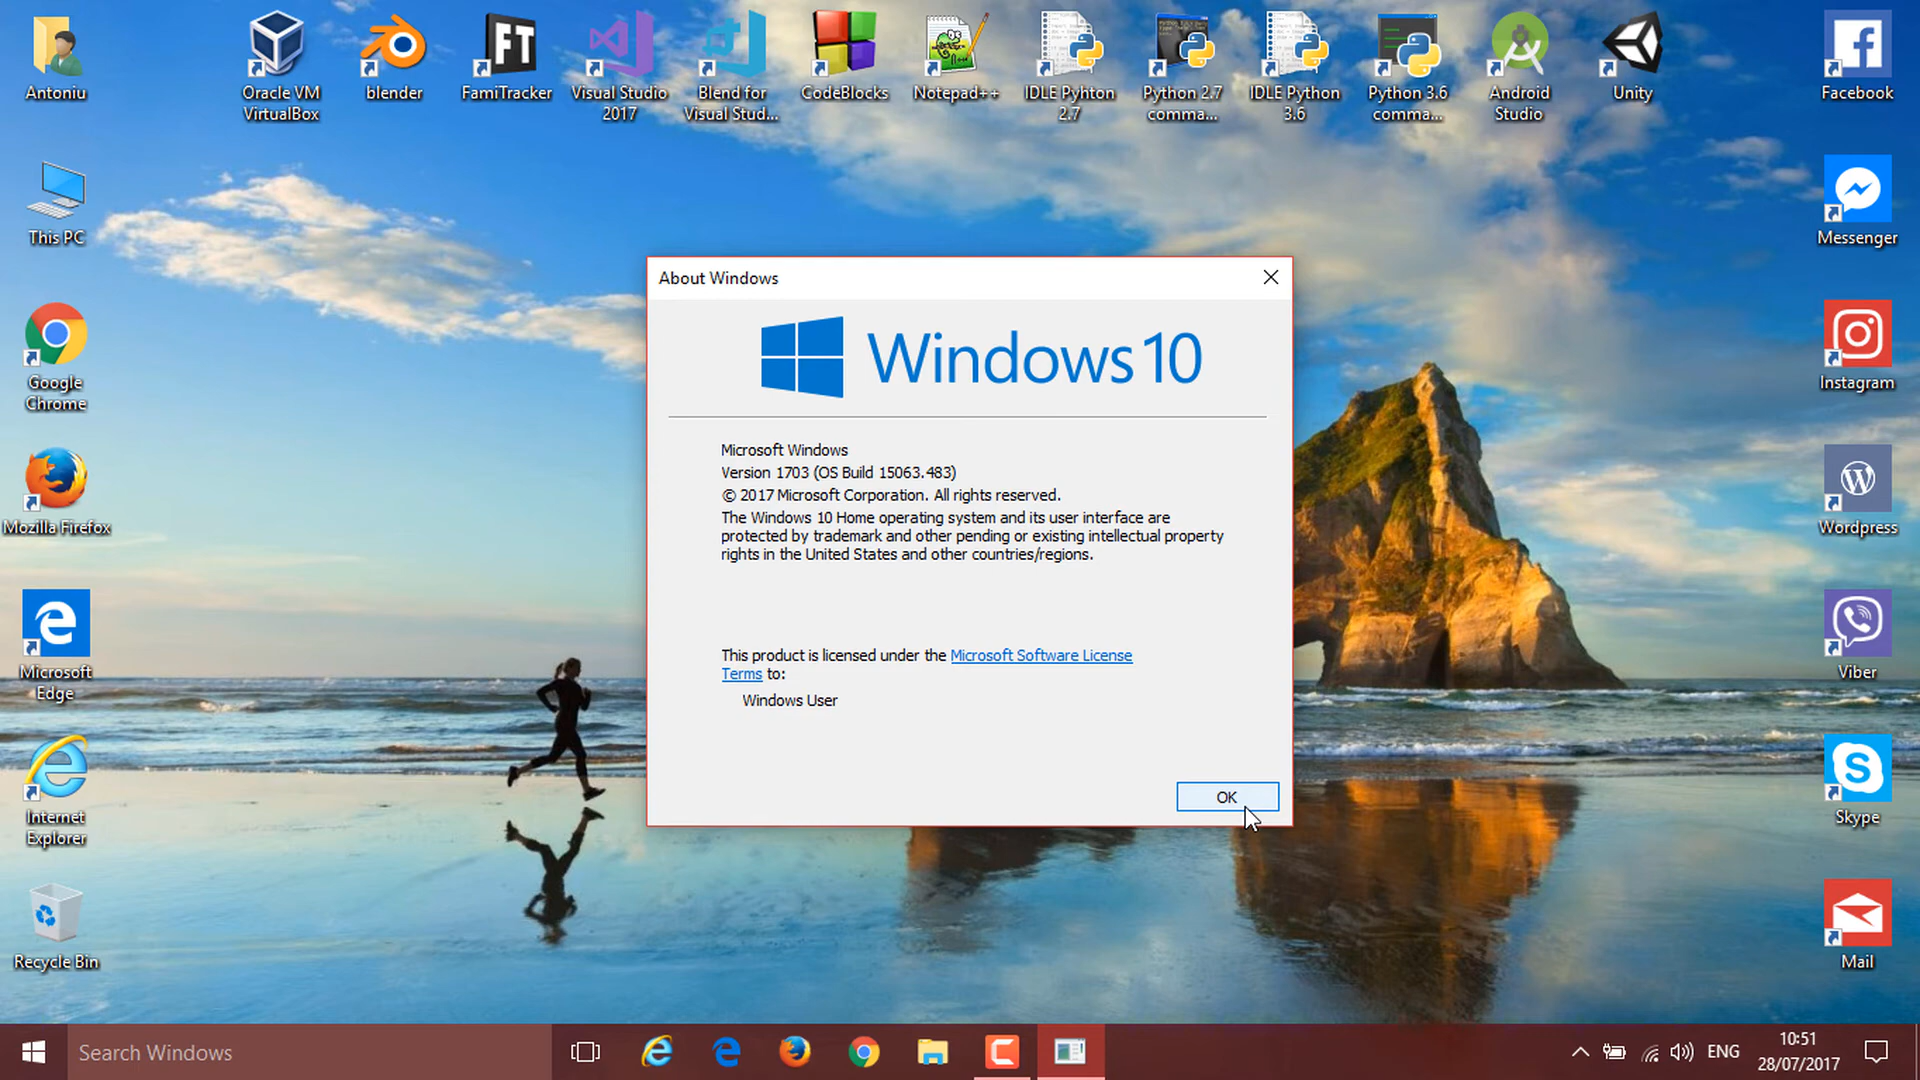 Antoniu
Oracle VM
VirtualBox
blender
FT
FamiTracker
Visual Studio
2017
Blend for
Visual Stud...
CodeBlocks
Notepad++
IDLE Pyhton
2.7
Python 2.7
comma...
IDLE Python
3.6
Python 3.6
comma...
Android
Studio
Unity
Facebook
This PC
Messenger
Google
Chrome
Instagram
Mozilla Firefox
Wordpress
Microsoft
Edge
Viber
Internet
Explorer
Skype
Recycle Bin
Mail
About Windows
Windows 10
Microsoft Windows
Version 1703 (OS Build 15063.483)
© 2017 Microsoft Corporation. All rights reserved.
The Windows 10 Home operating system and its user interface are
protected by trademark and other pending or existing intellectual property
rights in the United States and other countries/regions.
This product is licensed under the Microsoft Software License
Terms to:
Windows User
OK
Search Windows
ENG
10:51
28/07/2017